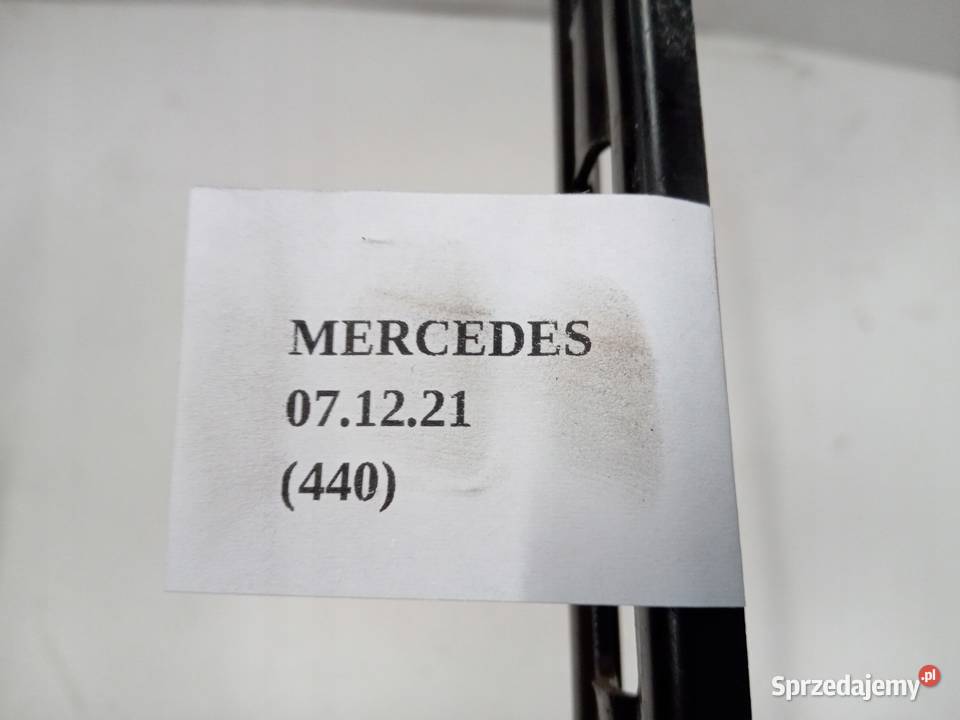 MERCEDES
07.12.21
(440)
Sprzedajemy.pl